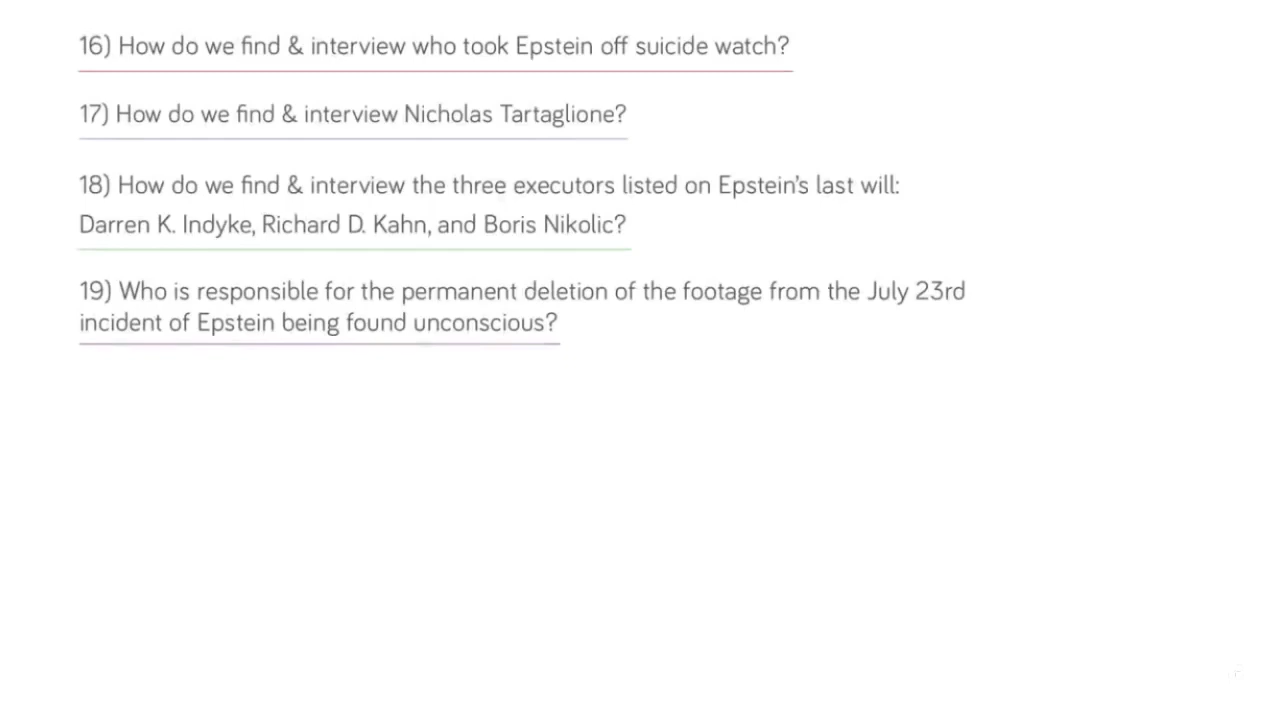 16) How do we find & interview who took Epstein off suicide watch?
17) How do we find & interview Nicholas Tartaglione?
18) How do we find & interview the three executors listed on Epstein's last will:
Darren K. Indyke, Richard D. Kahn, and Boris Nikolic?
19) Who is responsible for the permanent deletion of the footage from the July 23rd
incident of Epstein being found unconscious?